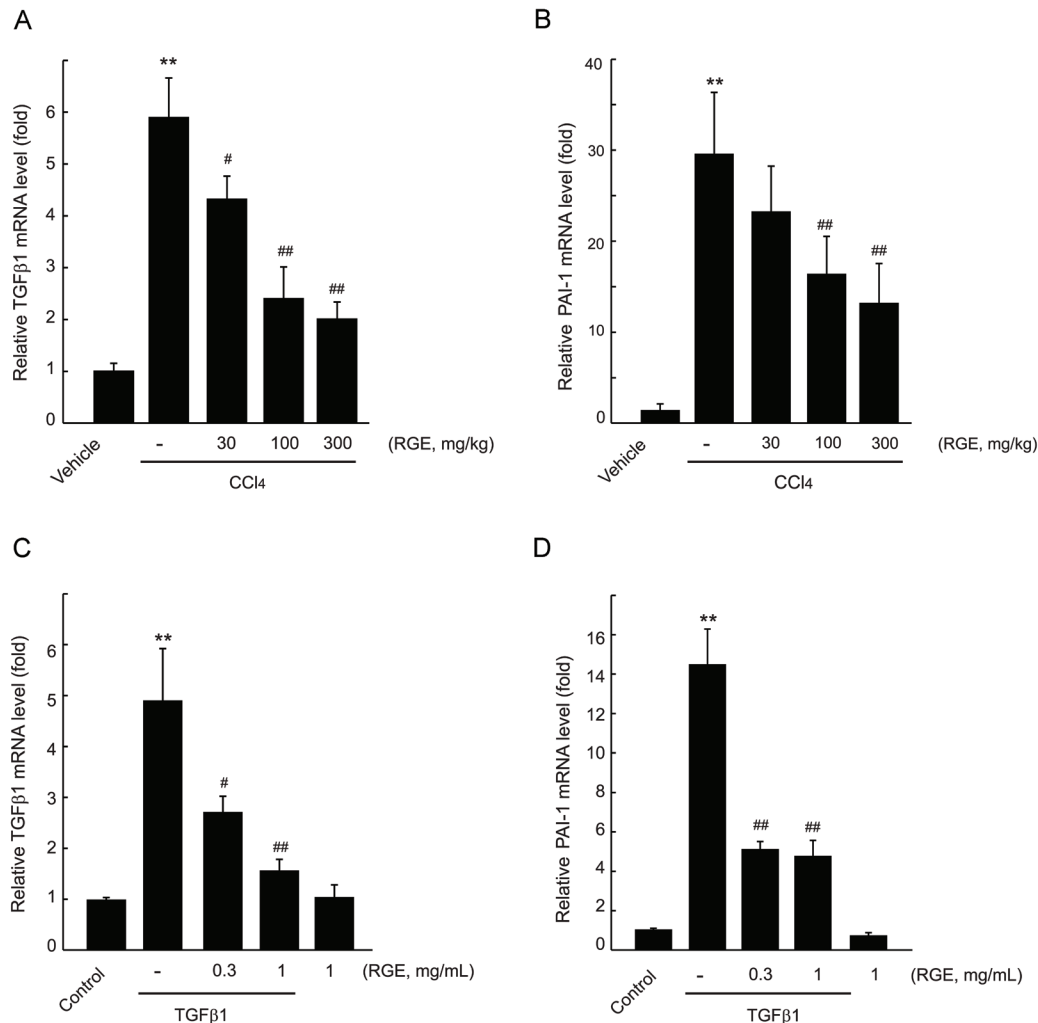 A
Relative TGFβ1 mRNA level (fold)
6
5
4
3
2
1
0
**
#
##
##
Vehicle
- 30 100 300 (RGE, mg/kg)
CCl4
B
Relative PAI-1 mRNA level (fold)
40
30
20
10
0
**
##
##
Vehicle
- 30 100 300 (RGE, mg/kg)
CCl4
C
Relative TGFβ1 mRNA level (fold)
6
5
4
3
2
1
0
**
#
##
Control
- 0.3 1 1 (RGE, mg/mL)
TGFβ1
D
Relative PAI-1 mRNA level (fold)
16
14
12
10
8
6
4
2
0
**
##
##
Control
- 0.3 1 1 (RGE, mg/mL)
TGFβ1